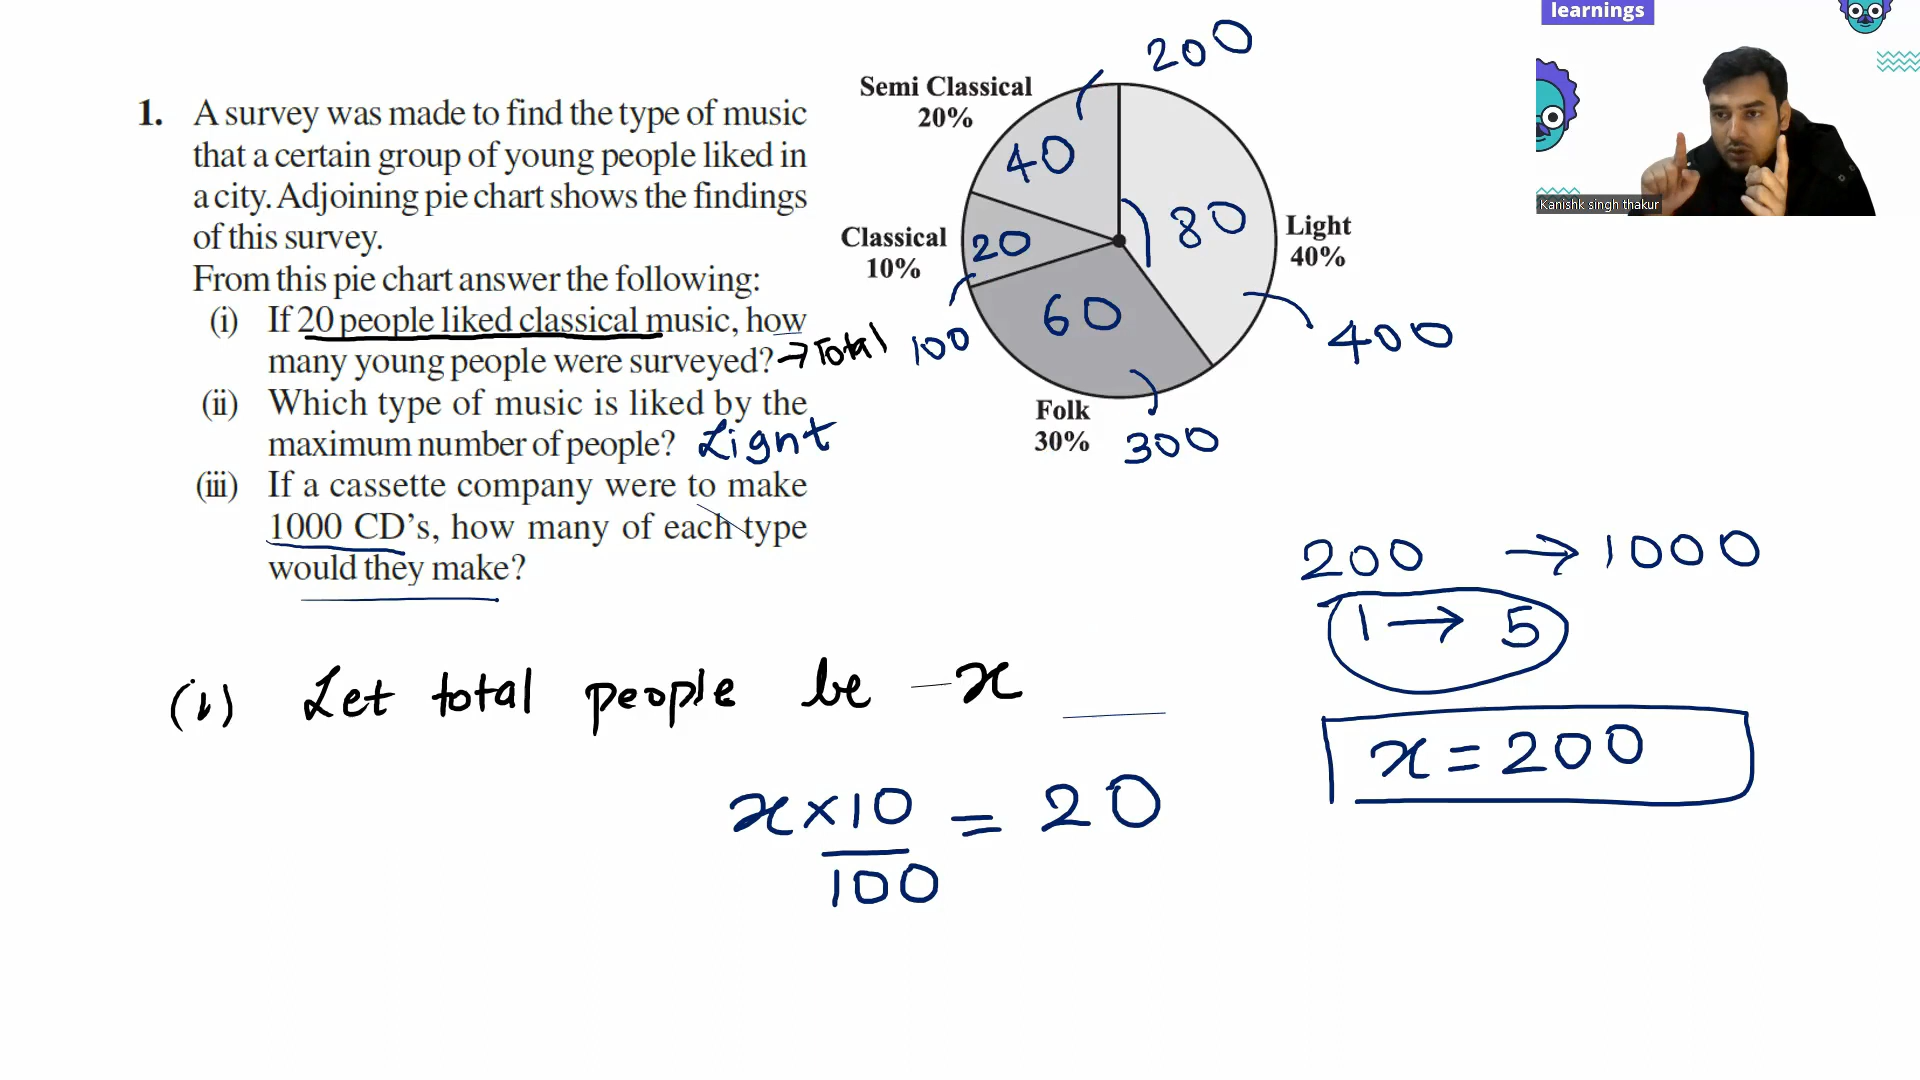 learnings
Kanishk singh thakur
1. A survey was made to find the type of music
that a certain group of young people liked in
a city. Adjoining pie chart shows the findings
of this survey.
From this pie chart answer the following:
(i) If 20 people liked classical music, how
many young people were surveyed? → Total
(ii) Which type of music is liked by the
maximum number of people? Light
(iii) If a cassette company were to make
1000 CD's, how many of each type
would they make?
200
Semi Classical
20%
40
Classical
10%
20
100
80
Light
40%
400
60
Folk
30%
300
200 → 1000
1 → 5
x = 200
(i) Let total people be – x
x × 10 = 20
100